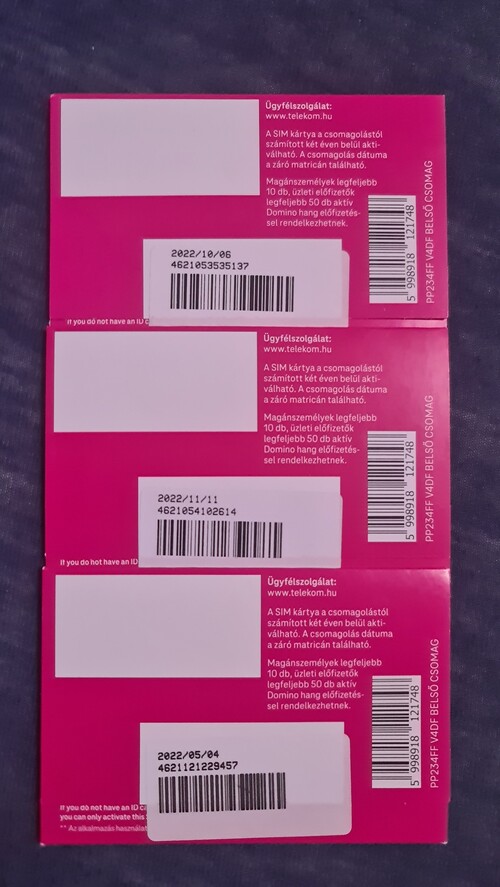 Ügyfélszolgálat:
www.telekom.hu
A SIM kártya a csomagolástól
számított két éven belül akti-
válható. A csomagolás dátuma
a záró matricán található.
Magánszemélyek legfeljebb
10 db, üzleti előfizetők
legfeljebb 50 db aktív
Domino hang előfizetés-
sel rendelkezhetnek.
2022/10/06
4621053535137
5 998918 121748
PP234FF V4DF BELSŐ CSOMAG
If you do not have an ID c
Ügyfélszolgálat:
www.telekom.hu
A SIM kártya a csomagolástól
számított két éven belül akti-
válható. A csomagolás dátuma
a záró matricán található.
Magánszemélyek legfeljebb
10 db, üzleti előfizetők
legfeljebb 50 db aktív
Domino hang előfizetés-
sel rendelkezhetnek.
2022/11/11
4621054102614
5 998918 121748
PP234FF V4DF BELSŐ CSOMAG
If you do not have an ID
Ügyfélszolgálat:
www.telekom.hu
A SIM kártya a csomagolástól
számított két éven belül akti-
válható. A csomagolás dátuma
a záró matricán található.
Magánszemélyek legfeljebb
10 db, üzleti előfizetők
legfeljebb 50 db aktív
Domino hang előfizetés-
sel rendelkezhetnek.
2022/05/04
4621121229457
5 998918 121748
PP234FF V4DF BELSŐ CSOMAG
If you do not have an ID ca
you can only activate this
** Az alkalmazás használat